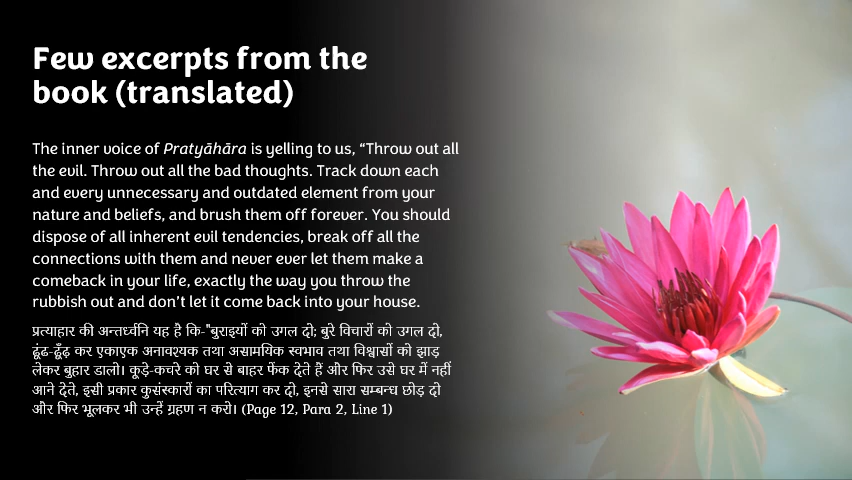 Few excerpts from the
book (translated)
The inner voice of Pratyāhāra is yelling to us, “Throw out all
the evil. Throw out all the bad thoughts. Track down each
and every unnecessary and outdated element from your
nature and beliefs, and brush them off forever. You should
dispose of all inherent evil tendencies, break off all the
connections with them and never ever let them make a
comeback in your life, exactly the way you throw the
rubbish out and don’t let it come back into your house.
प्रत्याहार की अन्तर्ध्वनि यह है कि-"बुराइयों को उगल दो; बुरे विचारों को उगल दो,
ढूंढ-ढूँढ़ कर एकाएक अनावश्यक तथा असामयिक स्वभाव तथा विश्वासों को झाड़
लेकर बुहार डालो। कूड़े-कचरे को घर से बाहर फेंक देते हैं और फिर उसे घर में नहीं
आने देते, इसी प्रकार कुसंस्कारों का परित्याग कर दो, इनसे सारा सम्बन्ध छोड़ दो
और फिर भूलकर भी उन्हें ग्रहण न करो। (Page 12, Para 2, Line 1)